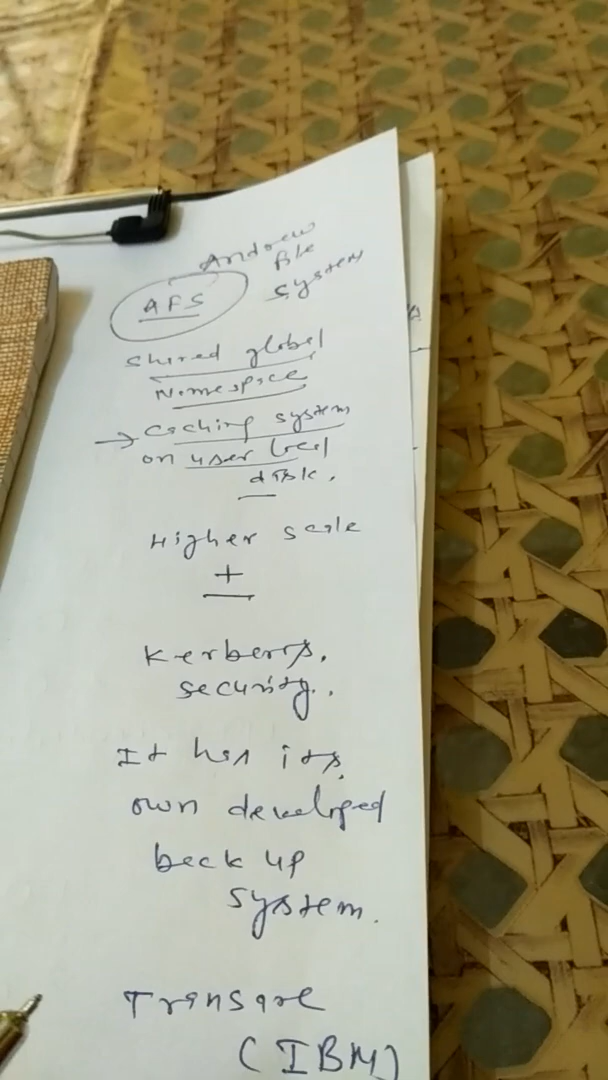 Andrew
File
System
AFS
Shared global
Namespace
→ Caching system
on user local
disk.
Higher scale
+
Kerberos.
security.
It has its
own developed
back up
system.
Transarc
(IBM)